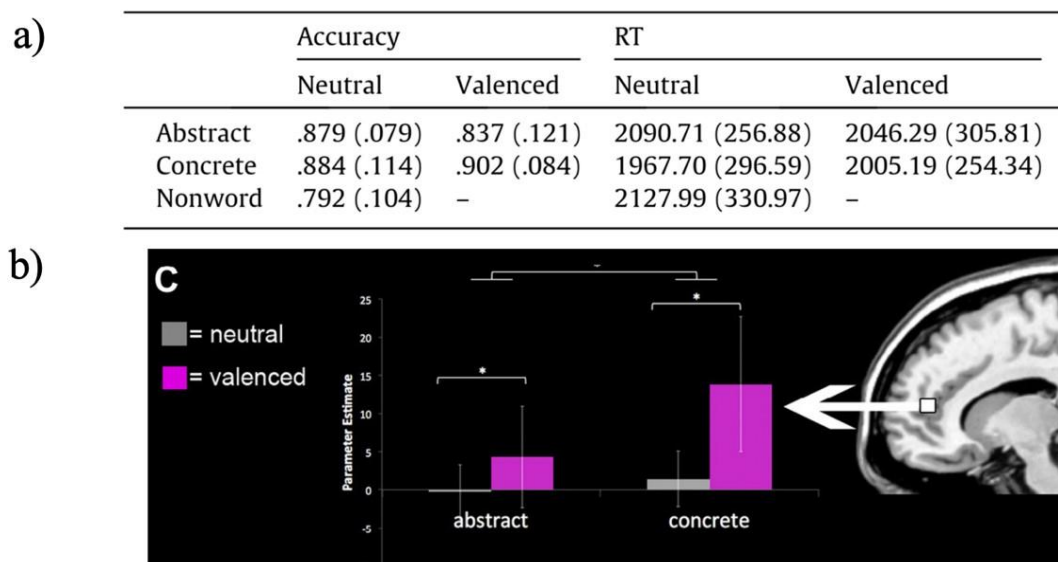 a)
Accuracy RT
Neutral Valenced Neutral Valenced
Abstract .879 (.079) .837 (.121) 2090.71 (256.88) 2046.29 (305.81)
Concrete .884 (.114) .902 (.084) 1967.70 (296.59) 2005.19 (254.34)
Nonword .792 (.104) – 2127.99 (330.97) –
b)
C
= neutral
= valenced
Parameter Estimate
25
20
15
10
5
0
-5
*
*
abstract
concrete